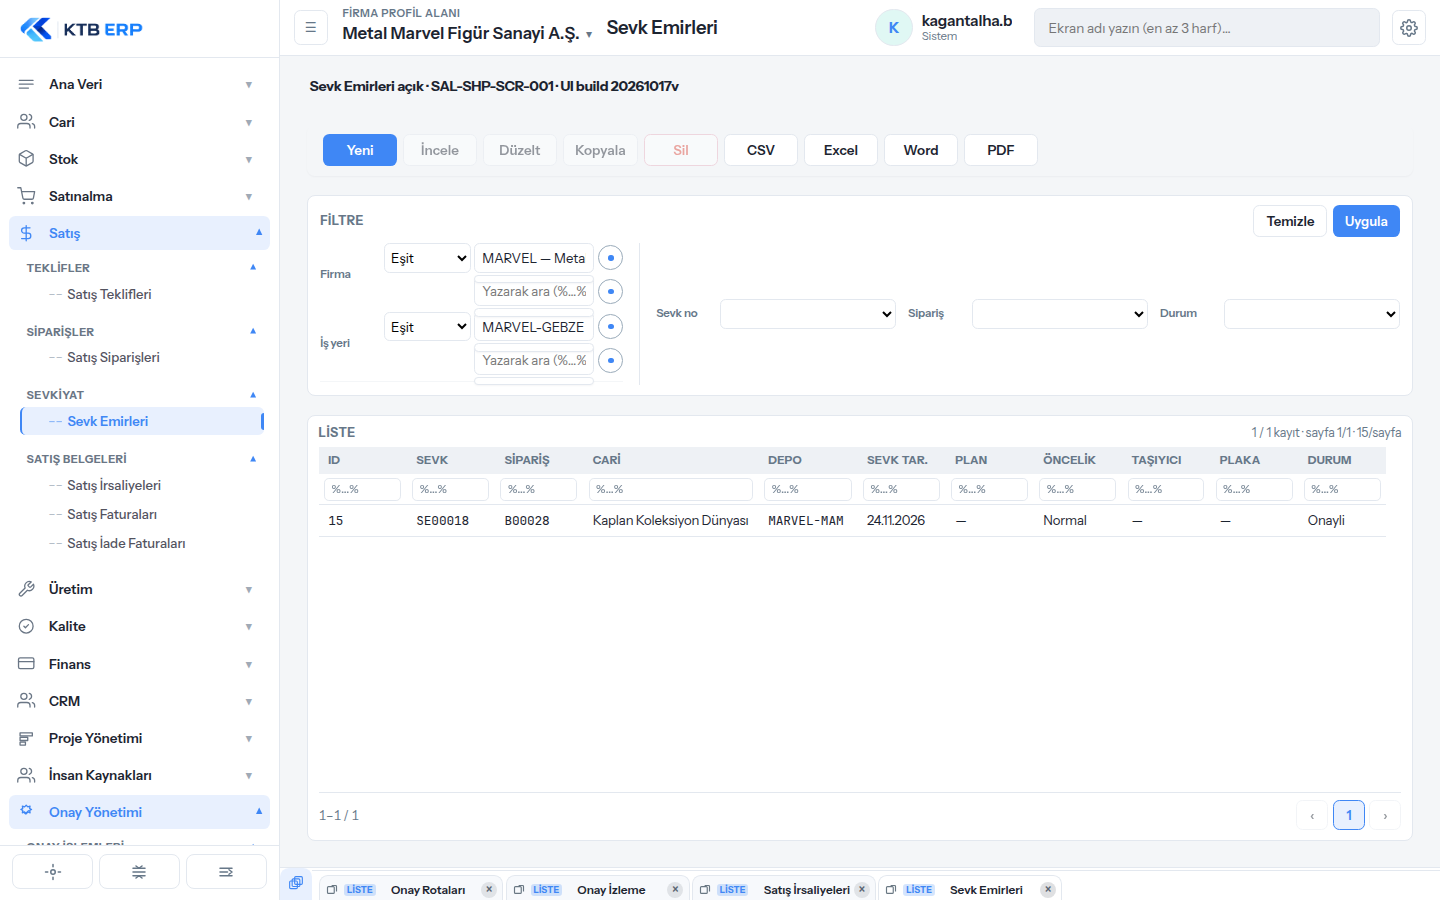 KTB ERP
FİRMA PROFİL ALANI
Metal Marvel Figür Sanayi A.Ş. ▾
Sevk Emirleri
K
kagantalha.b
Sistem
Ekran adı yazın (en az 3 harf)...
Ana Veri
Cari
Stok
Satınalma
Satış
TEKLİFLER
Satış Teklifleri
SİPARİŞLER
Satış Siparişleri
SEVKİYAT
Sevk Emirleri
SATIŞ BELGELERİ
Satış İrsaliyeleri
Satış Faturaları
Satış İade Faturaları
Üretim
Kalite
Finans
CRM
Proje Yönetimi
İnsan Kaynakları
Onay Yönetimi
Sevk Emirleri açık · SAL-SHP-SCR-001 · UI build 20261017v
Yeni İncele Düzelt Kopyala Sil CSV Excel Word PDF
FİLTRE
Temizle Uygula
Firma
Eşit
MARVEL — Meta
Yazarak ara (%...%
İş yeri
Eşit
MARVEL-GEBZE
Yazarak ara (%...%
Sevk no
Sipariş
Durum
LİSTE
1 / 1 kayıt · sayfa 1/1 · 15/sayfa
ID SEVK SİPARİŞ CARİ DEPO SEVK TAR. PLAN ÖNCELİK TAŞIYICI PLAKA DURUM
%...% %...% %...% %...% %...% %...% %...% %...% %...% %...% %...%
15 SE00018 B00028 Kaplan Koleksiyon Dünyası MARVEL-MAM 24.11.2026 — Normal — — Onayli
1–1 / 1
‹ 1 ›
LİSTE Onay Rotaları ×
LİSTE Onay İzleme ×
LİSTE Satış İrsaliyeleri ×
LİSTE Sevk Emirleri ×